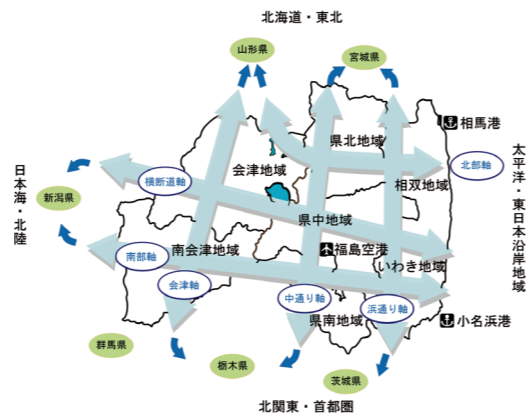 北海道・東北
山形県
宮城県
相馬港
県北地域
会津地域
北部軸
横断道軸
相双地域
新潟県
日本海・北陸
太平洋・東日本沿岸地域
県中地域
南部軸
南会津地域
福島空港
いわき地域
会津軸
中通り軸
浜通り軸
県南地域
小名浜港
群馬県
栃木県
茨城県
北関東・首都圏